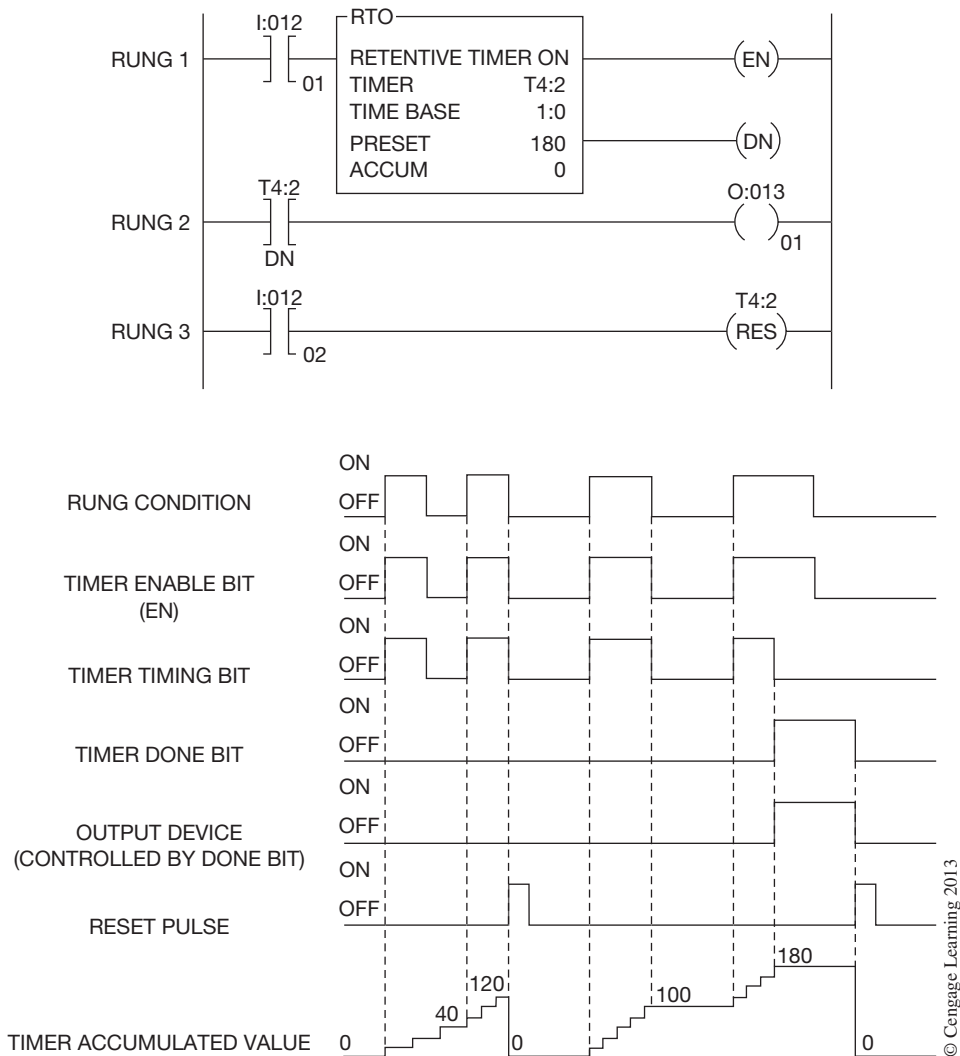 I:012
RTO
RUNG 1
RETENTIVE TIMER ON
EN
01
TIMER T4:2
TIME BASE 1:0
PRESET 180
DN
ACCUM 0
T4:2
O:013
RUNG 2
01
DN
I:012
T4:2
RUNG 3
RES
02
ON
RUNG CONDITION
OFF
ON
TIMER ENABLE BIT
(EN)
OFF
ON
TIMER TIMING BIT
OFF
ON
TIMER DONE BIT
OFF
ON
OUTPUT DEVICE
(CONTROLLED BY DONE BIT)
OFF
ON
RESET PULSE
OFF
TIMER ACCUMULATED VALUE
0
40
120
0
100
180
0
© Cengage Learning 2013